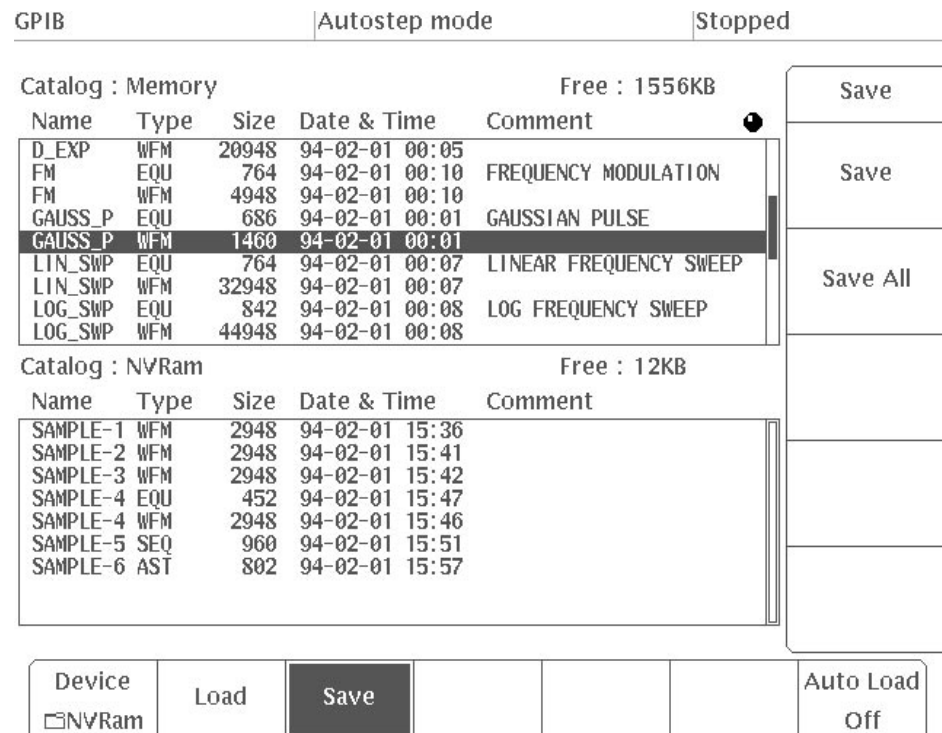 GPIB Autostep mode Stopped
Catalog : Memory Free : 1556KB
Name Type Size Date & Time Comment
D_EXP WFM 20948 94-02-01 00:05
FM EQU 764 94-02-01 00:10 FREQUENCY MODULATION
FM WFM 4948 94-02-01 00:10
GAUSS_P EQU 686 94-02-01 00:01 GAUSSIAN PULSE
GAUSS_P WFM 1460 94-02-01 00:01
LIN_SWP EQU 764 94-02-01 00:07 LINEAR FREQUENCY SWEEP
LIN_SWP WFM 32948 94-02-01 00:07
LOG_SWP EQU 842 94-02-01 00:08 LOG FREQUENCY SWEEP
LOG_SWP WFM 44948 94-02-01 00:08
Catalog : NVRam Free : 12KB
Name Type Size Date & Time Comment
SAMPLE-1 WFM 2948 94-02-01 15:36
SAMPLE-2 WFM 2948 94-02-01 15:41
SAMPLE-3 WFM 2948 94-02-01 15:42
SAMPLE-4 EQU 452 94-02-01 15:47
SAMPLE-4 WFM 2948 94-02-01 15:46
SAMPLE-5 SEQ 960 94-02-01 15:51
SAMPLE-6 AST 802 94-02-01 15:57
Save
Save
Save All
Device
NVRam
Load
Save
Auto Load
Off